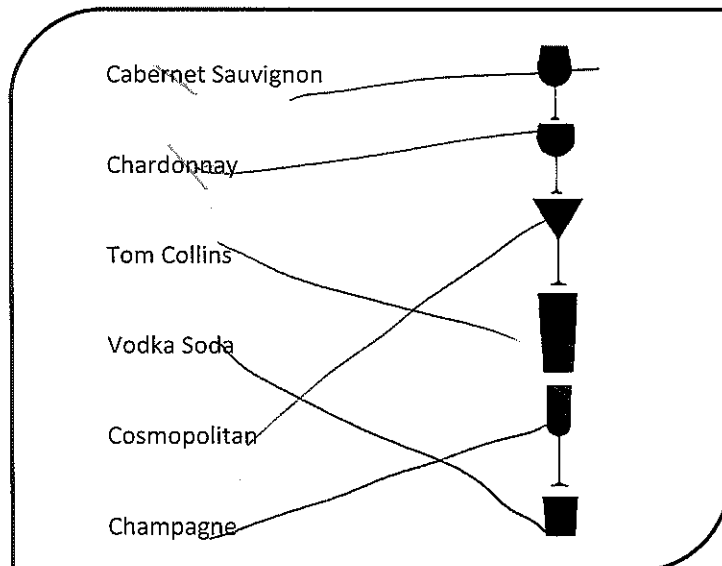 Cabernet Sauvignon
Chardonnay
Tom Collins
Vodka Soda
Cosmopolitan
Champagne